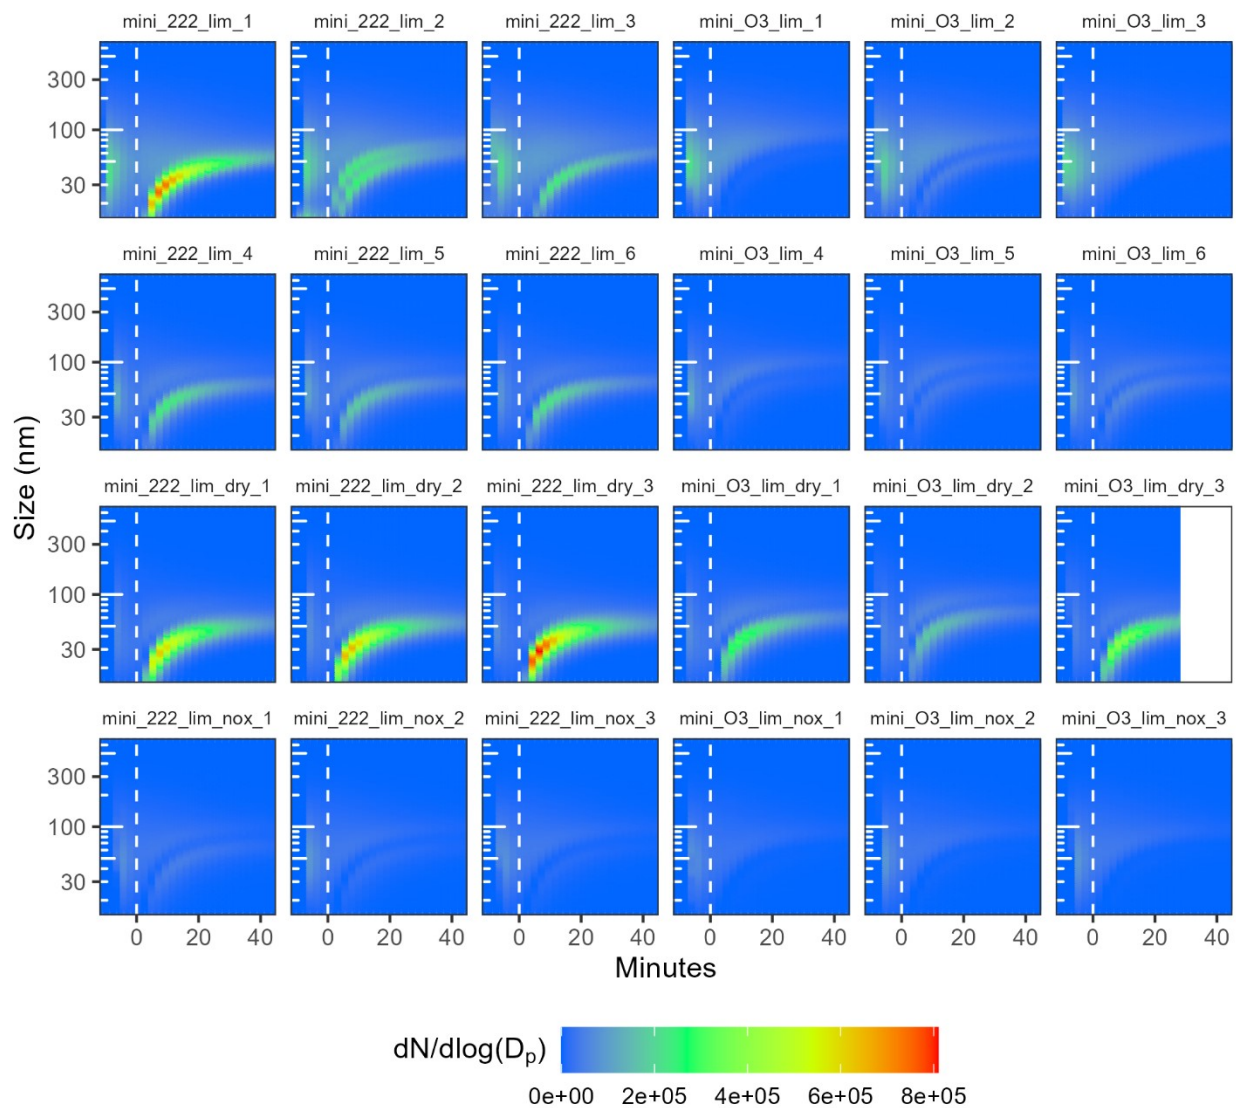 mini_222_lim_1 mini_222_lim_2 mini_222_lim_3 mini_O3_lim_1 mini_O3_lim_2 mini_O3_lim_3
300
100
30
mini_222_lim_4 mini_222_lim_5 mini_222_lim_6 mini_O3_lim_4 mini_O3_lim_5 mini_O3_lim_6
300
100
30
Size (nm)
mini_222_lim_dry_1 mini_222_lim_dry_2 mini_222_lim_dry_3 mini_O3_lim_dry_1 mini_O3_lim_dry_2 mini_O3_lim_dry_3
300
100
30
mini_222_lim_nox_1 mini_222_lim_nox_2 mini_222_lim_nox_3 mini_O3_lim_nox_1 mini_O3_lim_nox_2 mini_O3_lim_nox_3
300
100
30
0 20 40 0 20 40 0 20 40 0 20 40 0 20 40 0 20 40
Minutes
dN/dlog(Dp)
0e+00 2e+05 4e+05 6e+05 8e+05